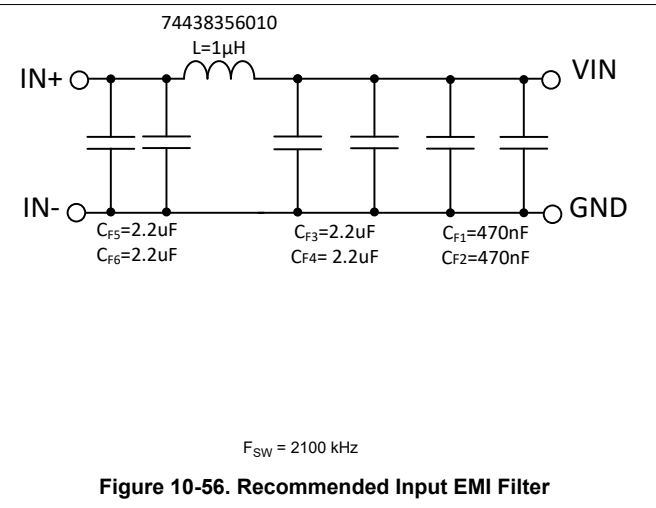 74438356010
L=1µH
IN+
VIN
IN-
GND
CF5=2.2uF
CF6=2.2uF
CF3=2.2uF
CF4= 2.2uF
CF1=470nF
CF2=470nF
FSW = 2100 kHz
Figure 10-56. Recommended Input EMI Filter